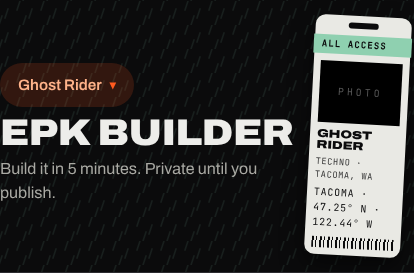 Ghost Rider ▼
EPK BUILDER
Build it in 5 minutes. Private until you
publish.
ALL ACCESS
PHOTO
GHOST
RIDER
TECHNO ·
TACOMA, WA
TACOMA ·
47.25° N ·
122.44° W